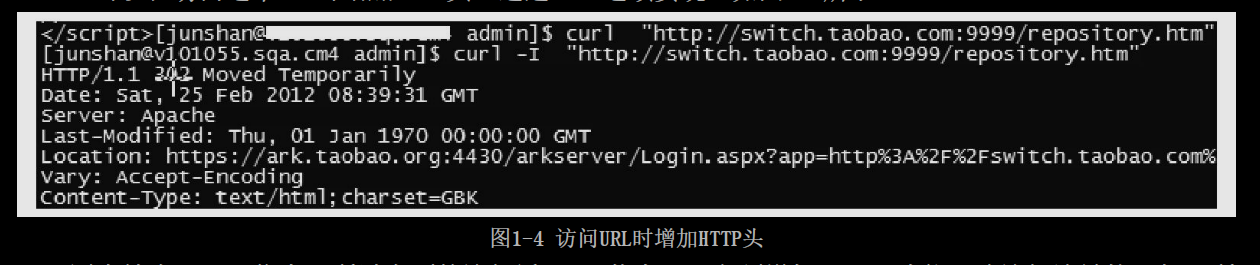 </script>[junshan@ admin]$ curl  "http://switch.taobao.com:9999/repository.htm"
[junshan@v101055.sqa.cm4 admin]$ curl -I  "http://switch.taobao.com:9999/repository.htm"
HTTP/1.1 302 Moved Temporarily
Date: Sat, 25 Feb 2012 08:39:31 GMT
Server: Apache
Last-Modified: Thu, 01 Jan 1970 00:00:00 GMT
Location: https://ark.taobao.org:4430/arkserver/Login.aspx?app=http%3A%2F%2Fswitch.taobao.com%
Vary: Accept-Encoding
Content-Type: text/html;charset=GBK
图1-4 访问URL时增加HTTP头